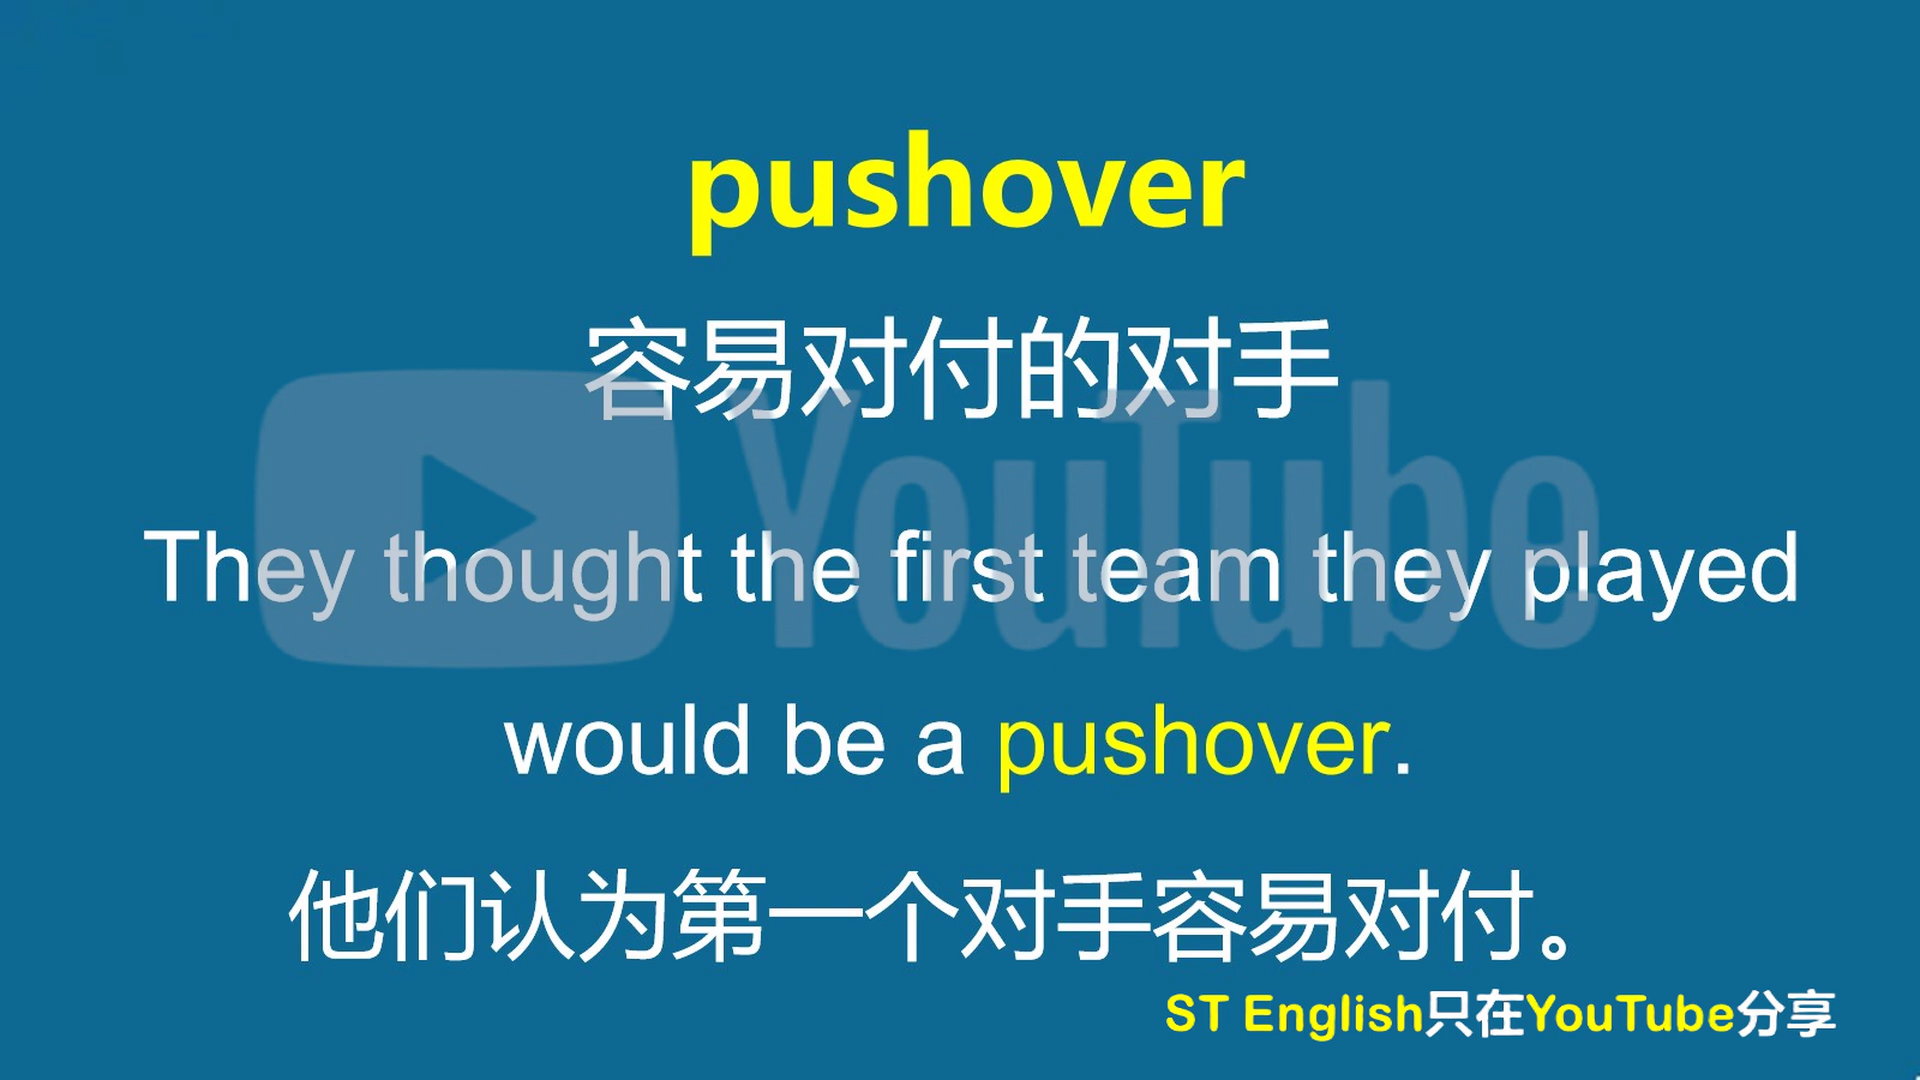 pushover
容易对付的对手
YouTube
They thought the first team they played
would be a pushover.
他们认为第一个对手容易对付。
ST English只在YouTube分享